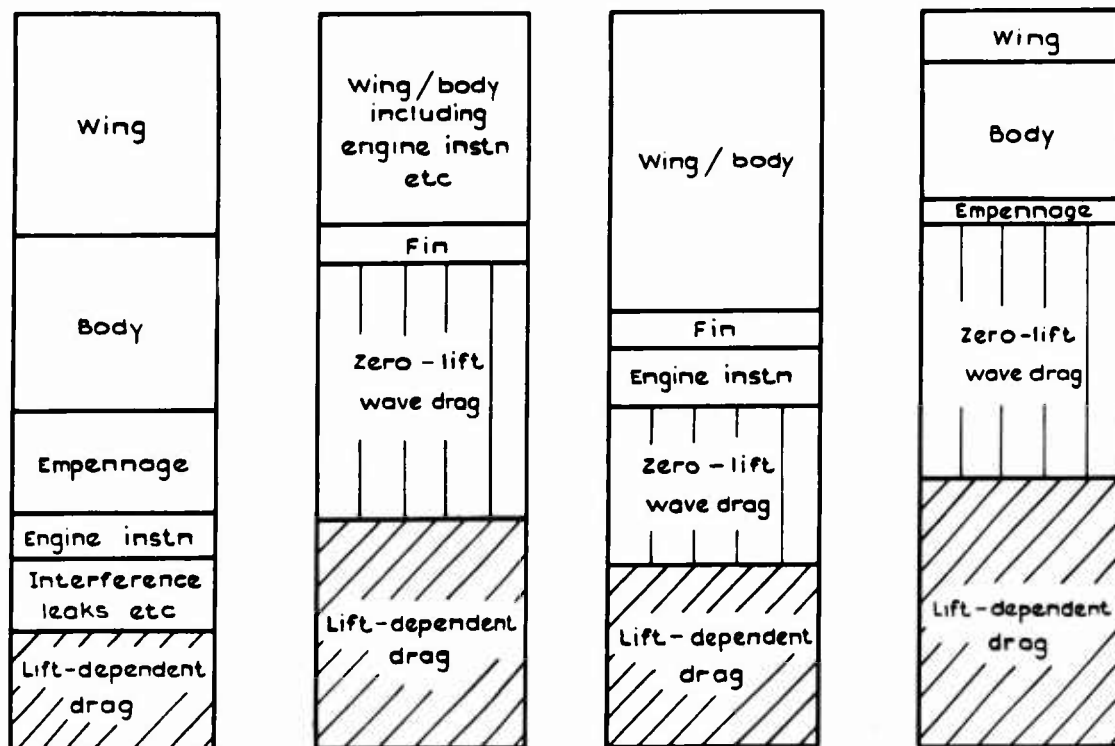 Wing
Body
Empennage
Engine instn
Interference
leaks etc
Lift-dependent
drag
Wing / body
including
engine instn
etc
Fin
Zero-lift
wave drag
Lift-dependent
drag
Wing / body
Fin
Engine instn
Zero-lift
wave drag
Lift-dependent
drag
Wing
Body
Empennage
Zero-lift
wave drag
Lift-dependent
drag